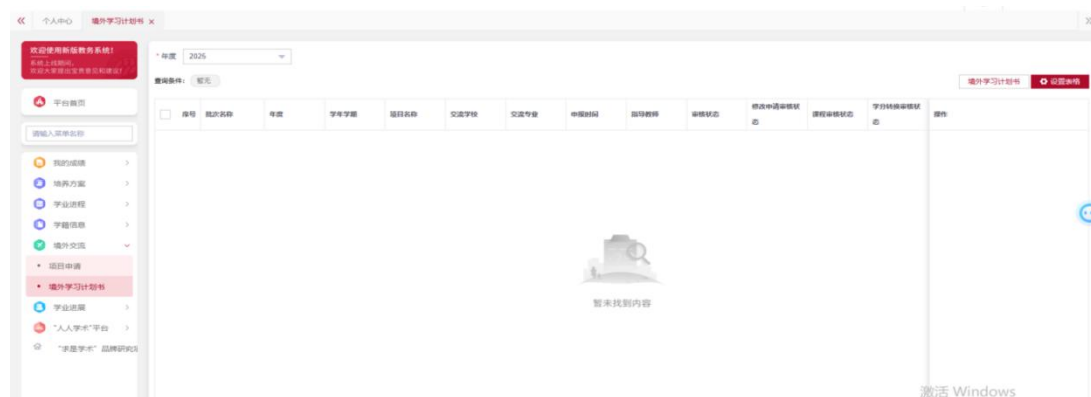 个人中心 境外学习计划书 ×
欢迎使用新版教务系统！
系统上线期间，
欢迎大家提出宝贵意见和建议！
平台首页
请输入菜单名称
我的成绩
培养方案
学业进程
学籍信息
境外交流
项目申请
境外学习计划书
学业进展
"人人学术"平台
"求是学术" 品牌研究
* 年度 2025
查询条件： 暂无
境外学习计划书 设置表格
序号 批次名称 年度 学年学期 项目名称 交流学校 交流专业 申报时间 指导教师 审核状态 修改申请审核状态 课程审核状态 学分转换审核状态 操作
暂未找到内容
激活 Windows